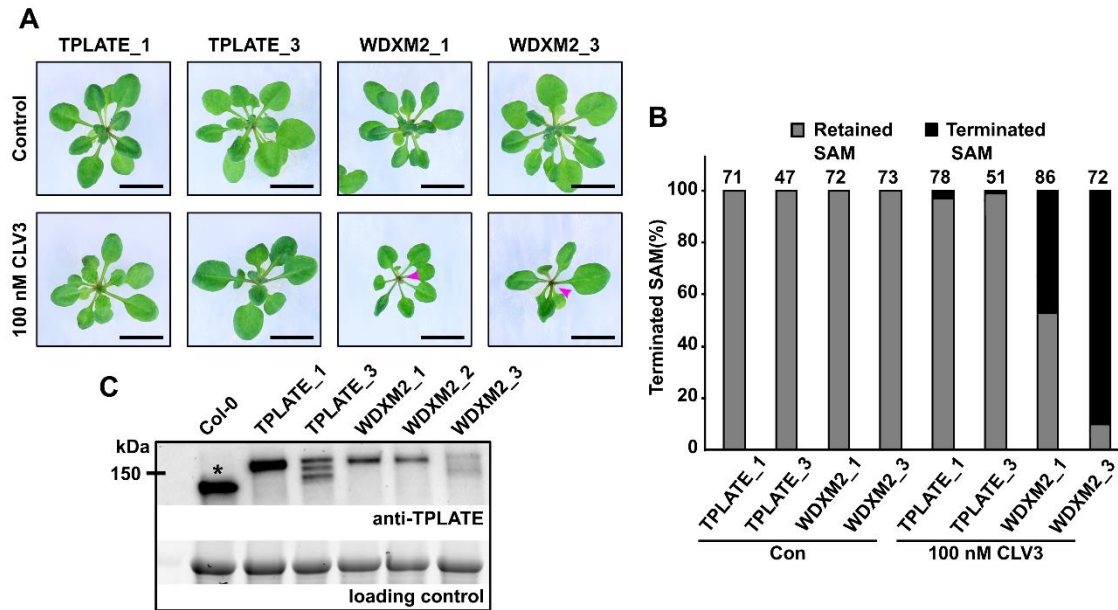 A
TPLATE_1 TPLATE_3 WDXM2_1 WDXM2_3
Control
100 nM CLV3
B
Retained SAM
Terminated SAM
71 47 72 73 78 51 86 72
Terminated SAM(%)
100
80
60
40
20
0
TPLATE_1 TPLATE_3 WDXM2_1 WDXM2_3 TPLATE_1 TPLATE_3 WDXM2_1 WDXM2_3
Con 100 nM CLV3
C
Col-0 TPLATE_1 TPLATE_3 WDXM2_1 WDXM2_2 WDXM2_3
kDa
150
*
anti-TPLATE
loading control